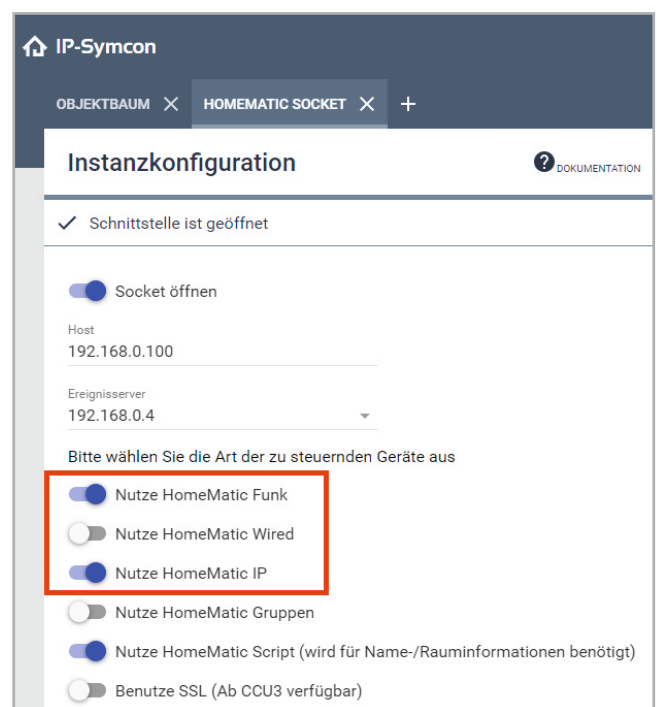 IP-Symcon
OBJEKTBAUM HOMEMATIC SOCKET
Instanzkonfiguration
DOKUMENTATION
Schnittstelle ist geöffnet
Socket öffnen
Host
192.168.0.100
Ereignisserver
192.168.0.4
Bitte wählen Sie die Art der zu steuernden Geräte aus
Nutze HomeMatic Funk
Nutze HomeMatic Wired
Nutze HomeMatic IP
Nutze HomeMatic Gruppen
Nutze HomeMatic Script (wird für Name-/Rauminformationen benötigt)
Benutze SSL (Ab CCU3 verfügbar)